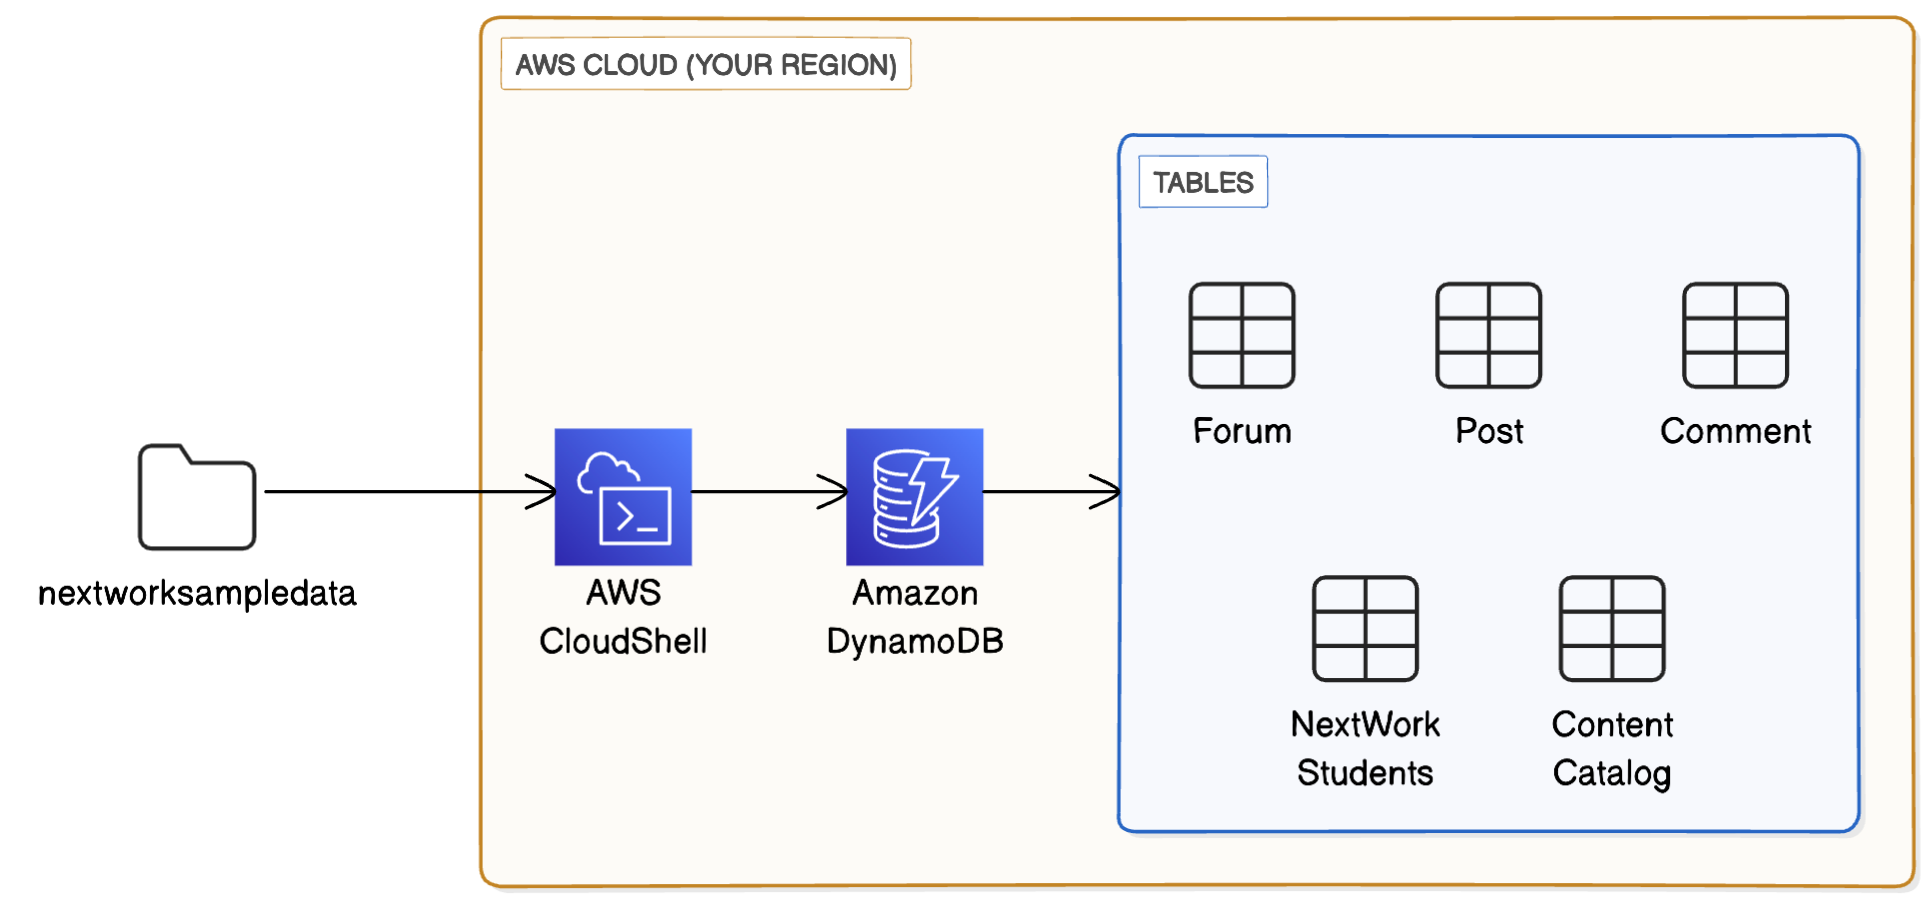 AWS CLOUD (YOUR REGION)
TABLES
Forum
Post
Comment
nextworksampledata
AWS
CloudShell
Amazon
DynamoDB
NextWork
Students
Content
Catalog